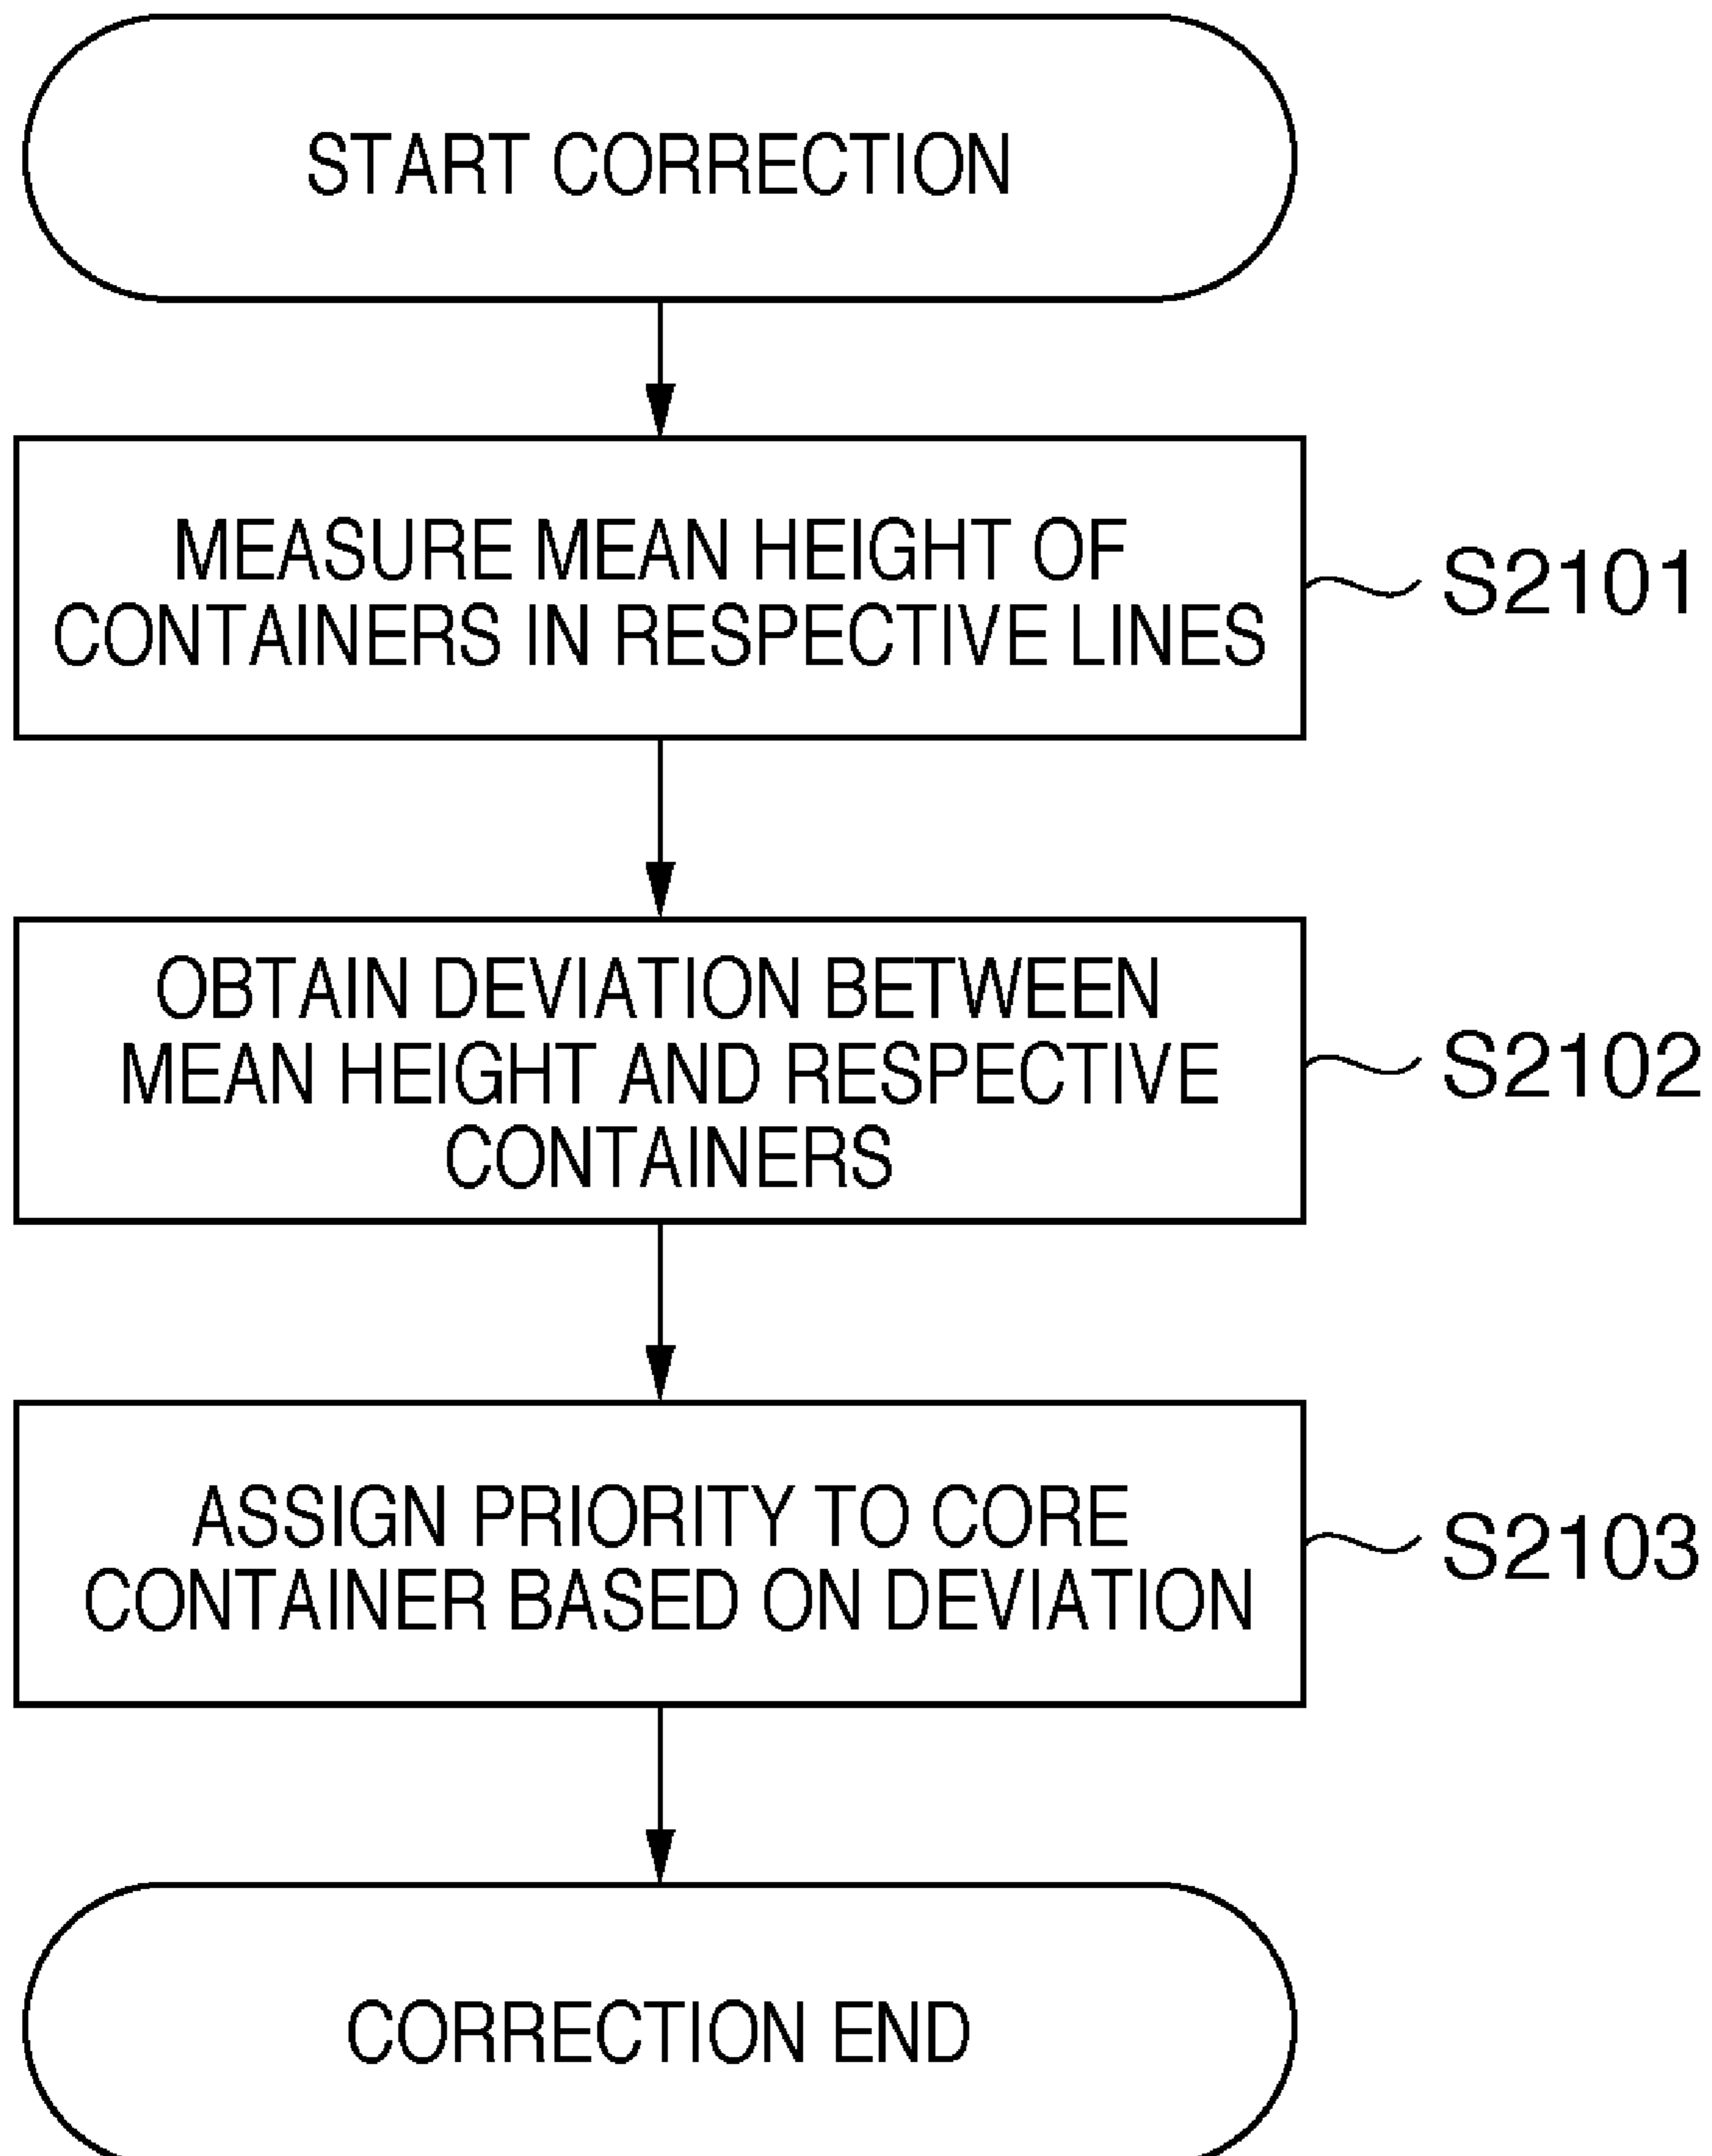 START CORRECTION
MEASURE MEAN HEIGHT OF
CONTAINERS IN RESPECTIVE LINES
S2101
OBTAIN DEVIATION BETWEEN
MEAN HEIGHT AND RESPECTIVE
CONTAINERS
S2102
ASSIGN PRIORITY TO CORE
CONTAINER BASED ON DEVIATION
S2103
CORRECTION END